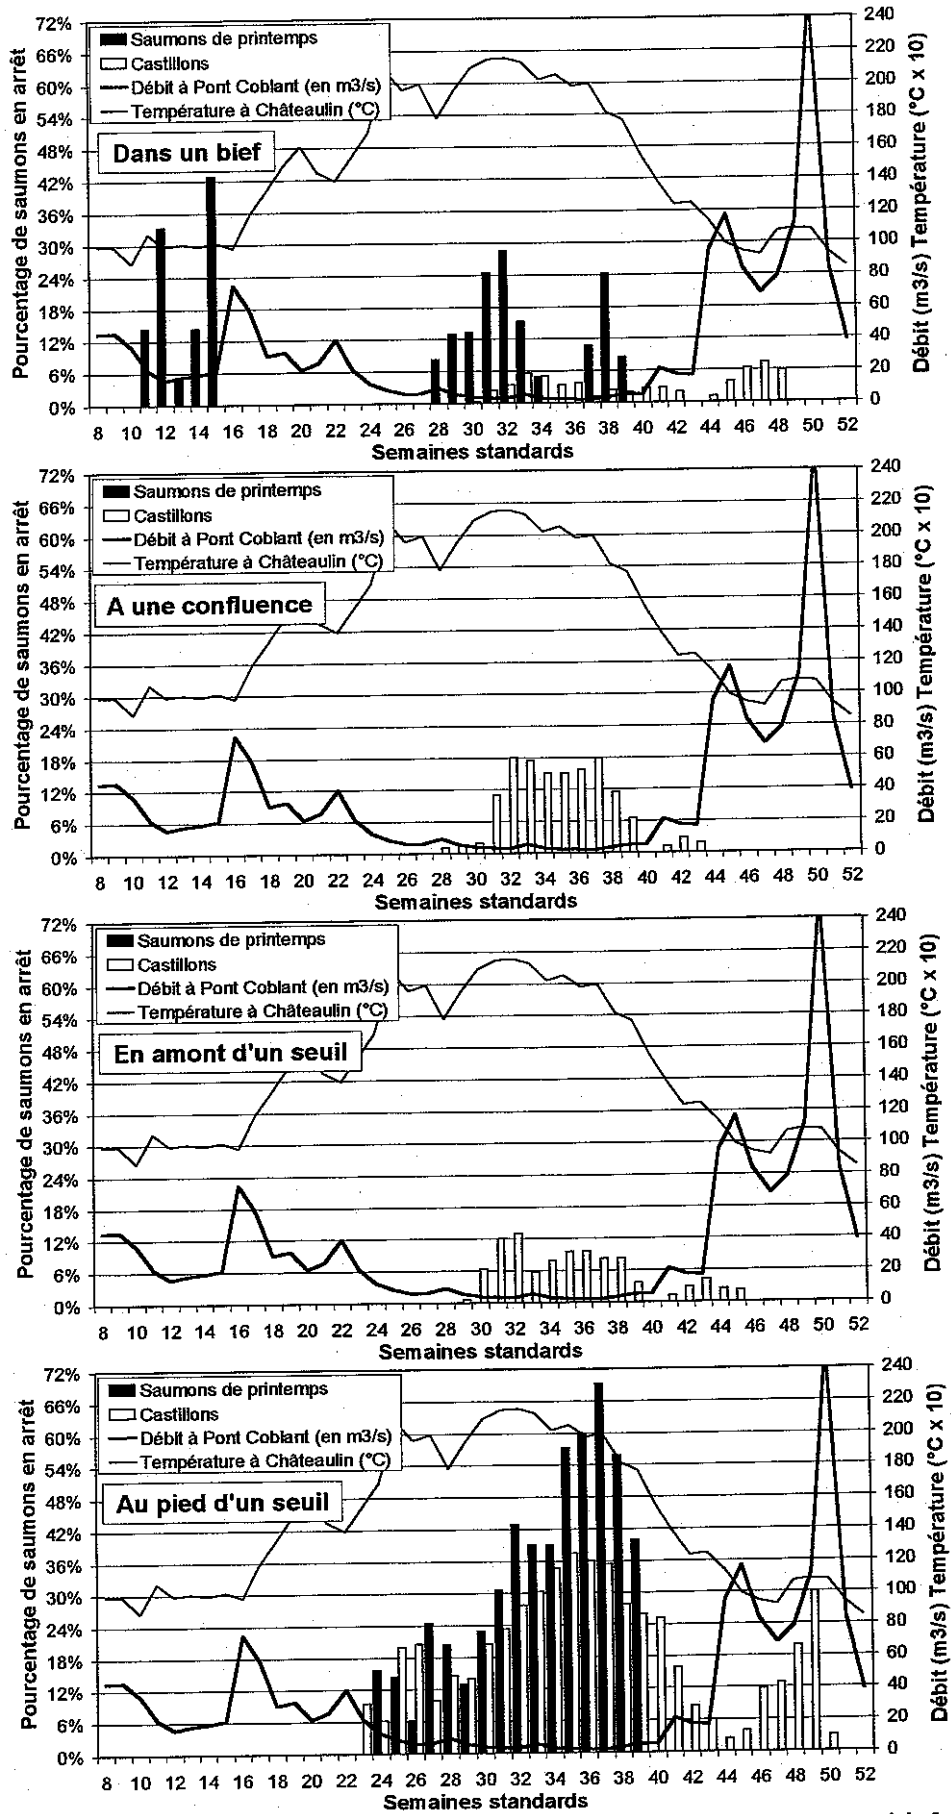 72%
66%
60%
54%
48%
42%
36%
30%
24%
18%
12%
6%
0%
Pourcentage de saumons en arrêt
Saumons de printemps
Castillons
Débit à Pont Coblant (en m3/s)
Température à Châteaulin (°C)
Dans un bief
240
220
200
180
160
140
120
100
80
60
40
20
0
Débit (m3/s) Température (°C x 10)
8 10 12 14 16 18 20 22 24 26 28 30 32 34 36 38 40 42 44 46 48 50 52
Semaines standards
72%
66%
60%
54%
48%
42%
36%
30%
24%
18%
12%
6%
0%
Pourcentage de saumons en arrêt
Saumons de printemps
Castillons
Débit à Pont Coblant (en m3/s)
Température à Châteaulin (°C)
A une confluence
240
220
200
180
160
140
120
100
80
60
40
20
0
Débit (m3/s) Température (°C x 10)
8 10 12 14 16 18 20 22 24 26 28 30 32 34 36 38 40 42 44 46 48 50 52
Semaines standards
72%
66%
60%
54%
48%
42%
36%
30%
24%
18%
12%
6%
0%
Pourcentage de saumons en arrêt
Saumons de printemps
Castillons
Débit à Pont Coblant (en m3/s)
Température à Châteaulin (°C)
En amont d'un seuil
240
220
200
180
160
140
120
100
80
60
40
20
0
Débit (m3/s) Température (°C x 10)
8 10 12 14 16 18 20 22 24 26 28 30 32 34 36 38 40 42 44 46 48 50 52
Semaines standards
72%
66%
60%
54%
48%
42%
36%
30%
24%
18%
12%
6%
0%
Pourcentage de saumons en arrêt
Saumons de printemps
Castillons
Débit à Pont Coblant (en m3/s)
Température à Châteaulin (°C)
Au pied d'un seuil
240
220
200
180
160
140
120
100
80
60
40
20
0
Débit (m3/s) Température (°C x 10)
8 10 12 14 16 18 20 22 24 26 28 30 32 34 36 38 40 42 44 46 48 50 52
Semaines standards